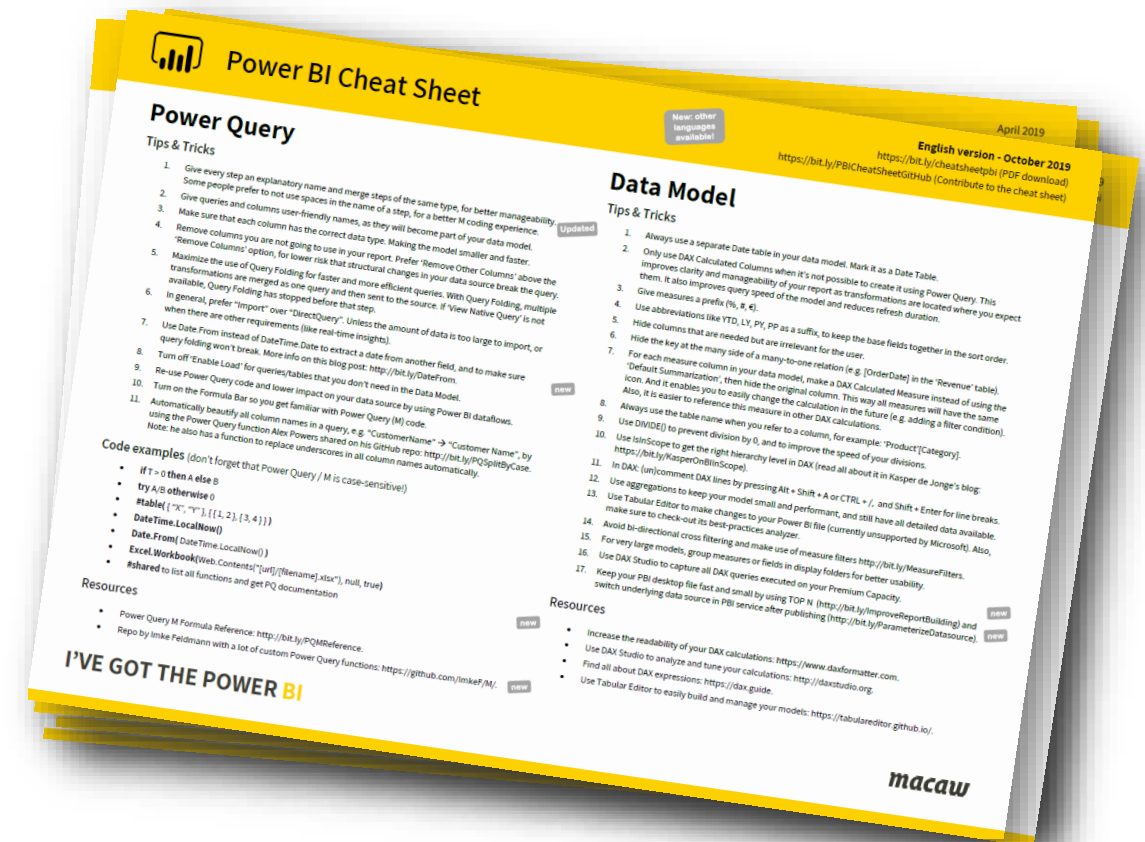 Power BI Cheat Sheet
New: other
languages
available!
April 2019
English version - October 2019
https://bit.ly/cheatsheetpbi (PDF download)
https://bit.ly/PBICheatSheetGitHub (Contribute to the cheat sheet)
Power Query
Tips & Tricks
1. Give every step an explanatory name and merge steps of the same type, for better manageability.
Some people prefer to not use spaces in the name of a step, for a better M coding experience.
Updated
2. Give queries and columns user-friendly names, as they will become part of your data model.
3. Make sure that each column has the correct data type. Making the model smaller and faster.
4. Remove columns you are not going to use in your report. Prefer 'Remove Other Columns' above the
'Remove Columns' option, for lower risk that structural changes in your data source break the query.
5. Maximize the use of Query Folding for faster and more efficient queries. With Query Folding, multiple
transformations are merged as one query and then sent to the source. If 'View Native Query' is not
available, Query Folding has stopped before that step.
6. In general, prefer "Import" over "DirectQuery". Unless the amount of data is too large to import, or
when there are other requirements (like real-time insights).
7. Use Date.From instead of DateTime.Date to extract a date from another field, and to make sure
query folding won't break. More info on this blog post: http://bit.ly/DateFrom.
new
8. Turn off 'Enable Load' for queries/tables that you don't need in the Data Model.
9. Re-use Power Query code and lower impact on your data source by using Power BI dataflows.
10. Turn on the Formula Bar so you get familiar with Power Query (M) code.
11. Automatically beautify all column names in a query, e.g. "CustomerName" → "Customer Name", by
using the Power Query function Alex Powers shared on his GitHub repo: http://bit.ly/PQSplitByCase.
Note: he also has a function to replace underscores in all column names automatically.
Code examples (don't forget that Power Query / M is case-sensitive!)
• if T > 0 then A else B
• try A/B otherwise 0
• #table( { "X", "Y" }, { { 1, 2 }, { 3, 4 } } )
• DateTime.LocalNow()
• Date.From( DateTime.LocalNow() )
• Excel.Workbook(Web.Contents("[url]/[filename].xlsx"), null, true)
• #shared to list all functions and get PQ documentation
Resources
new
• Power Query M Formula Reference: http://bit.ly/PQMReference.
• Repo by Imke Feldmann with a lot of custom Power Query functions: https://github.com/ImkeF/M/.
new
I'VE GOT THE POWER BI
Data Model
Tips & Tricks
1. Always use a separate Date table in your data model. Mark it as a Date Table.
2. Only use DAX Calculated Columns when it's not possible to create it using Power Query. This
improves clarity and manageability of your report as transformations are located where you expect
them. It also improves query speed of the model and reduces refresh duration.
3. Give measures a prefix (%, #, €).
4. Use abbreviations like YTD, LY, PY, PP as a suffix, to keep the base fields together in the sort order.
5. Hide columns that are needed but are irrelevant for the user.
6. Hide the key at the many side of a many-to-one relation (e.g. [OrderDate] in the 'Revenue' table).
7. For each measure column in your data model, make a DAX Calculated Measure instead of using the
'Default Summarization', then hide the original column. This way all measures will have the same
icon. And it enables you to easily change the calculation in the future (e.g. adding a filter condition).
Also, it is easier to reference this measure in other DAX calculations.
8. Always use the table name when you refer to a column, for example: 'Product'[Category].
9. Use DIVIDE() to prevent division by 0, and to improve the speed of your divisions.
10. Use IsInScope to get the right hierarchy level in DAX (read all about it in Kasper de Jonge's blog:
https://bit.ly/KasperOnBIInScope).
11. In DAX: (un)comment DAX lines by pressing Alt + Shift + A or CTRL + /, and Shift + Enter for line breaks.
12. Use aggregations to keep your model small and performant, and still have all detailed data available.
13. Use Tabular Editor to make changes to your Power BI file (currently unsupported by Microsoft). Also,
make sure to check-out its best-practices analyzer.
14. Avoid bi-directional cross filtering and make use of measure filters http://bit.ly/MeasureFilters.
15. For very large models, group measures or fields in display folders for better usability.
16. Use DAX Studio to capture all DAX queries executed on your Premium Capacity.
new
17. Keep your PBI desktop file fast and small by using TOP N (http://bit.ly/ImproveReportBuilding) and
switch underlying data source in PBI service after publishing (http://bit.ly/ParameterizeDatasource).
new
Resources
• Increase the readability of your DAX calculations: https://www.daxformatter.com.
• Use DAX Studio to analyze and tune your calculations: http://daxstudio.org.
• Find all about DAX expressions: https://dax.guide.
• Use Tabular Editor to easily build and manage your models: https://tabulareditor.github.io/.
macaw